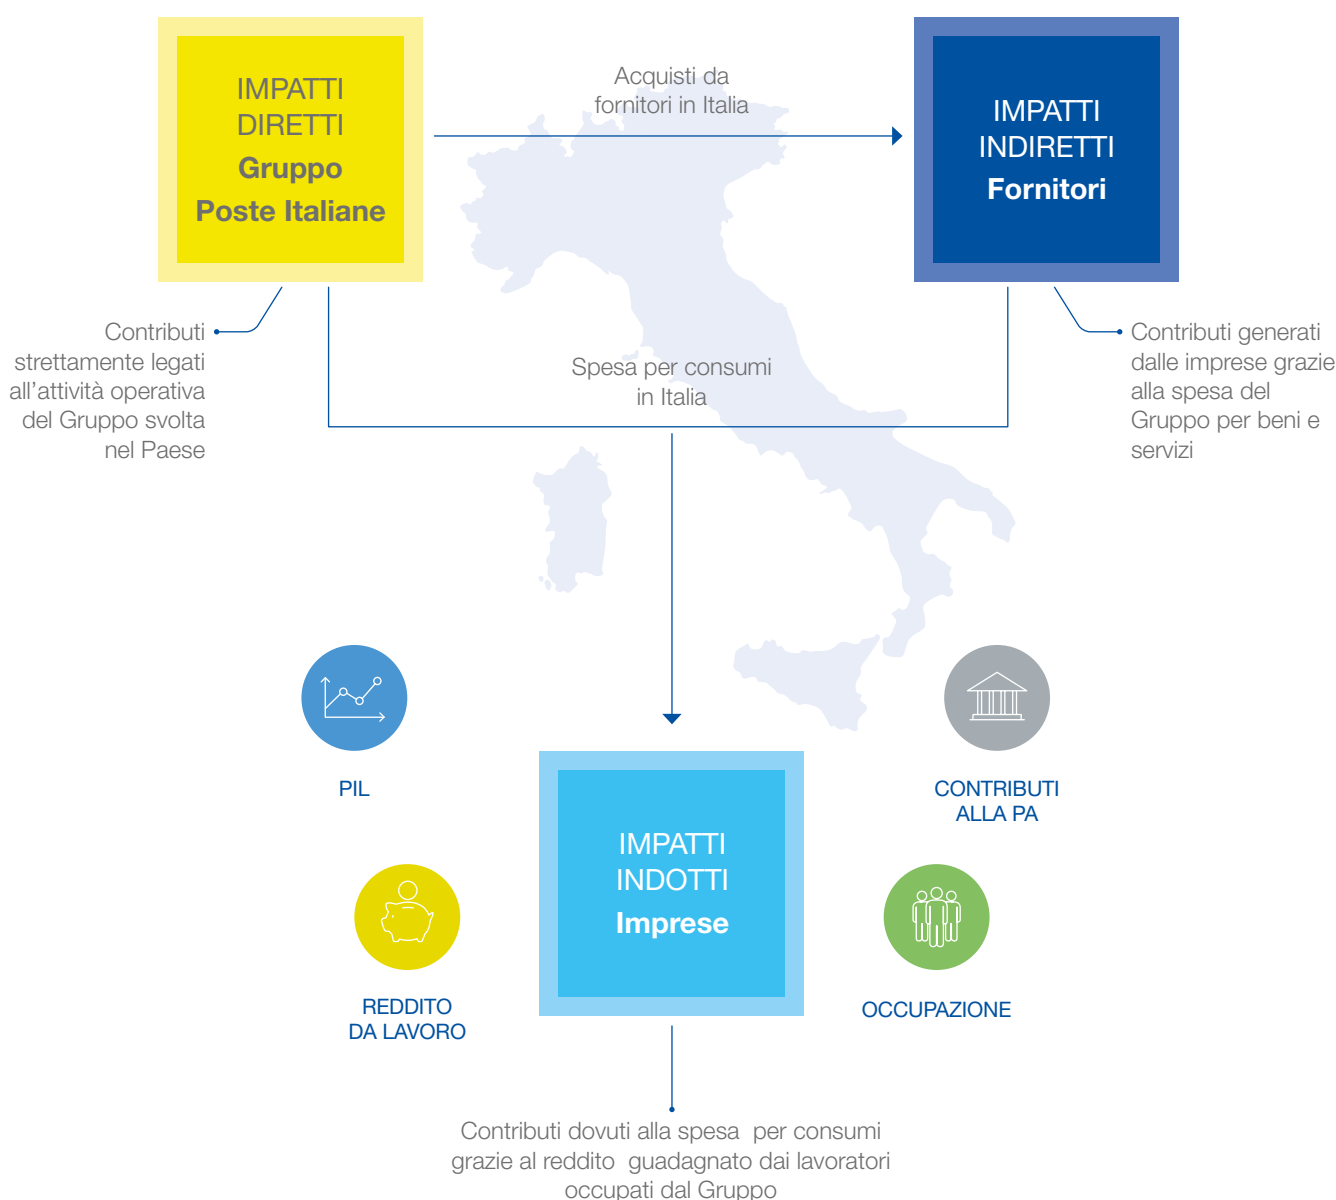 IMPATTI
DIRETTI
Gruppo
Poste Italiane
Acquisti da
fornitori in Italia
IMPATTI
INDIRETTI
Fornitori
Contributi
strettamente legati
all’attività operativa
del Gruppo svolta
nel Paese
Spesa per consumi
in Italia
Contributi generati
dalle imprese grazie
alla spesa del
Gruppo per beni e
servizi
PIL
CONTRIBUTI
ALLA PA
IMPATTI
INDOTTI
Imprese
REDDITO
DA LAVORO
OCCUPAZIONE
Contributi dovuti alla spesa per consumi
grazie al reddito guadagnato dai lavoratori
occupati dal Gruppo